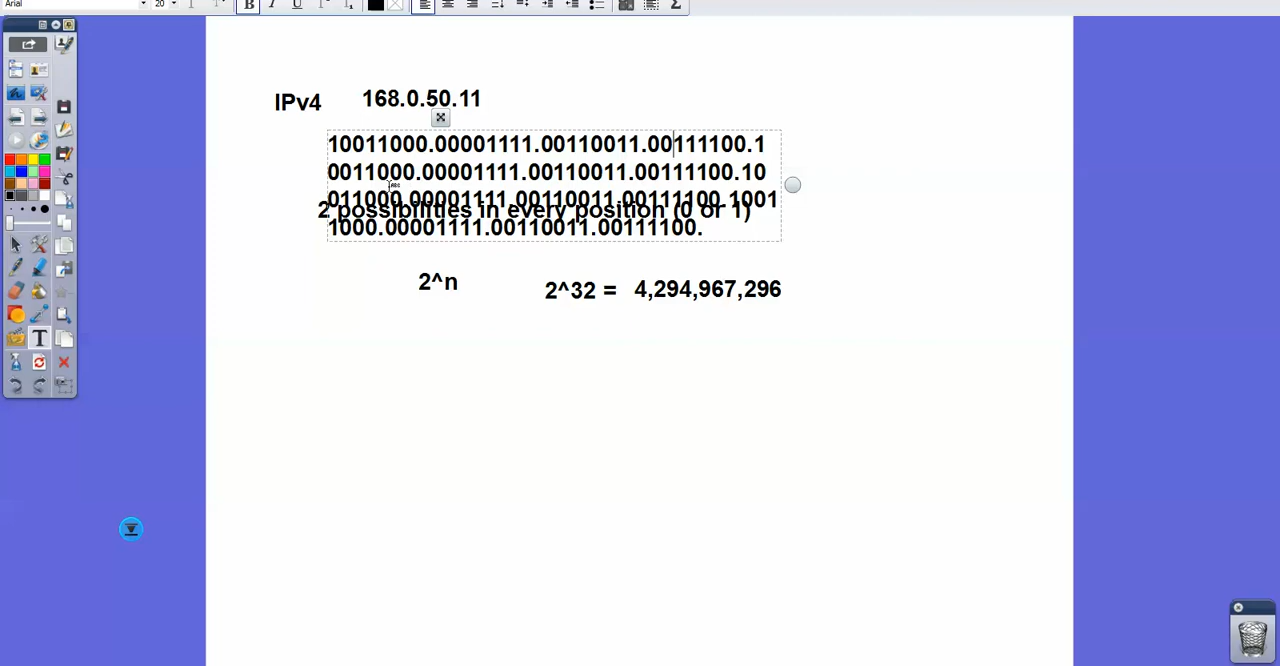 Arial 20 B I U
IPv4 168.0.50.11
10011000.00001111.00110011.00111100.1
0011000.00001111.00110011.00111100.10
011000.00001111.00110011.00111100.1001
2 possibilities in every position (0 or 1)
1000.00001111.00110011.00111100.
2^n 2^32 = 4,294,967,296
T